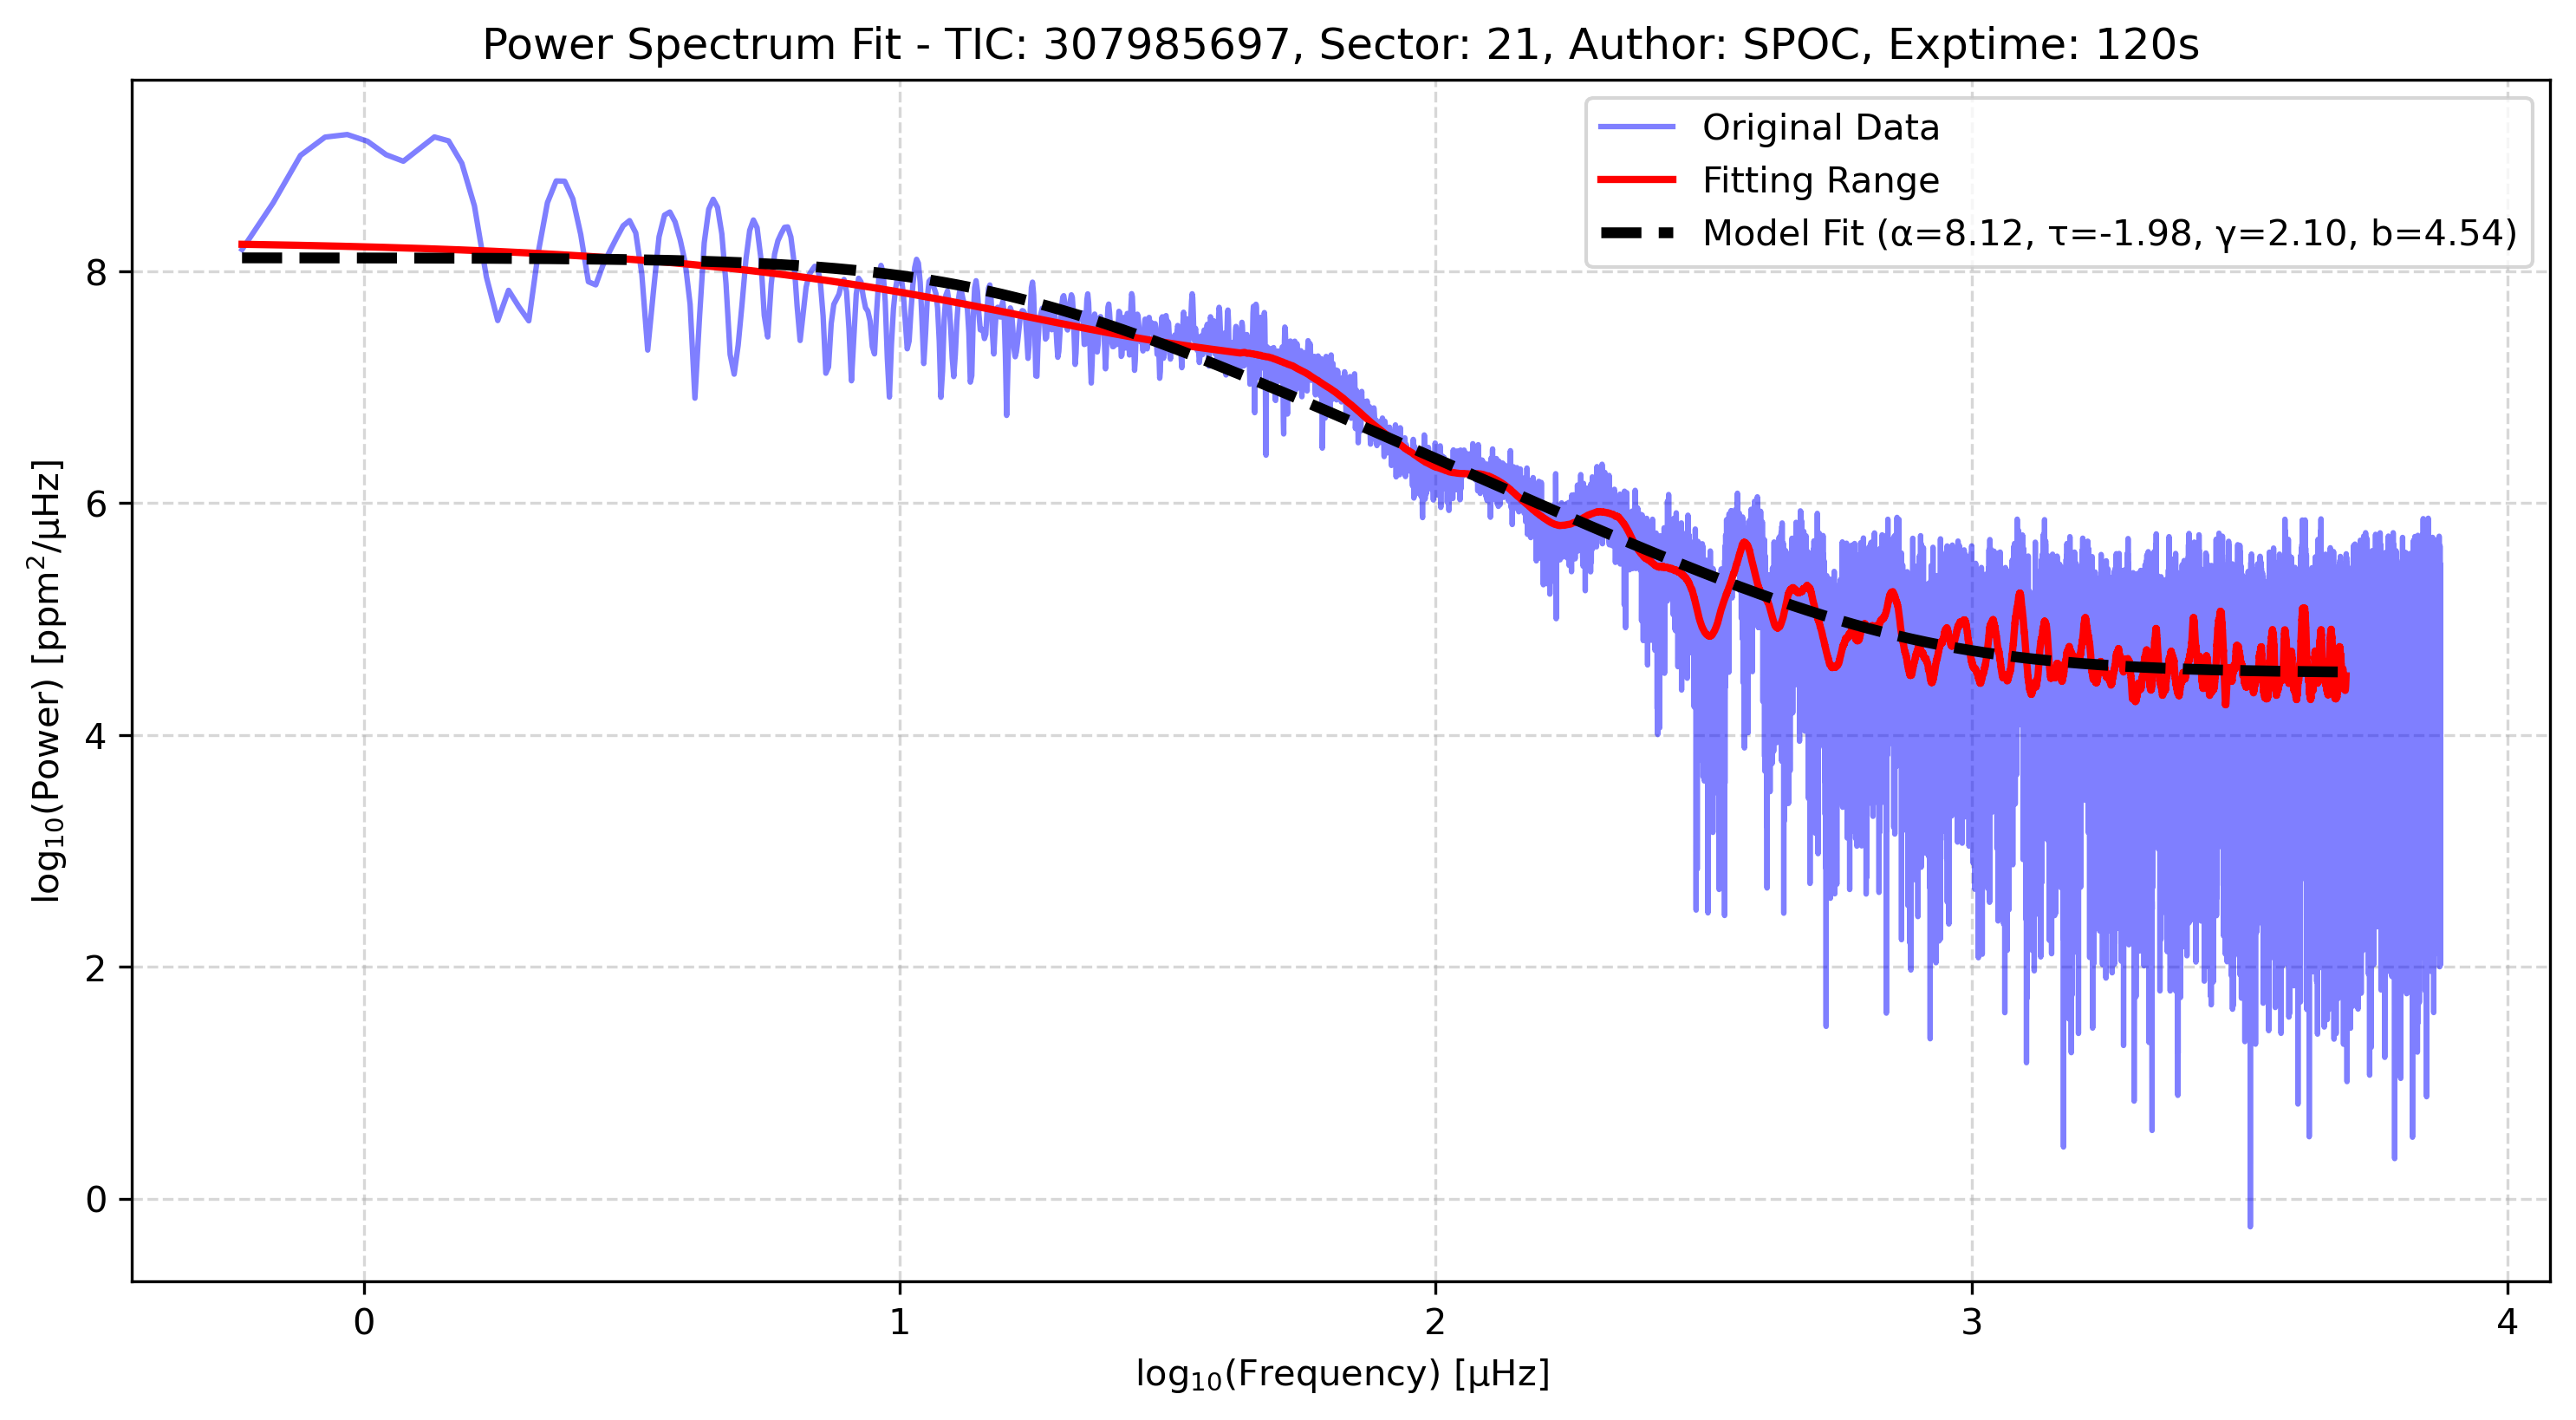 Power Spectrum Fit - TIC: 307985697, Sector: 21, Author: SPOC, Exptime: 120s
Original Data
Fitting Range
Model Fit (α=8.12, τ=-1.98, γ=2.10, b=4.54)
log₁₀(Power) [ppm²/μHz]
8
6
4
2
0
0 1 2 3 4
log₁₀(Frequency) [μHz]